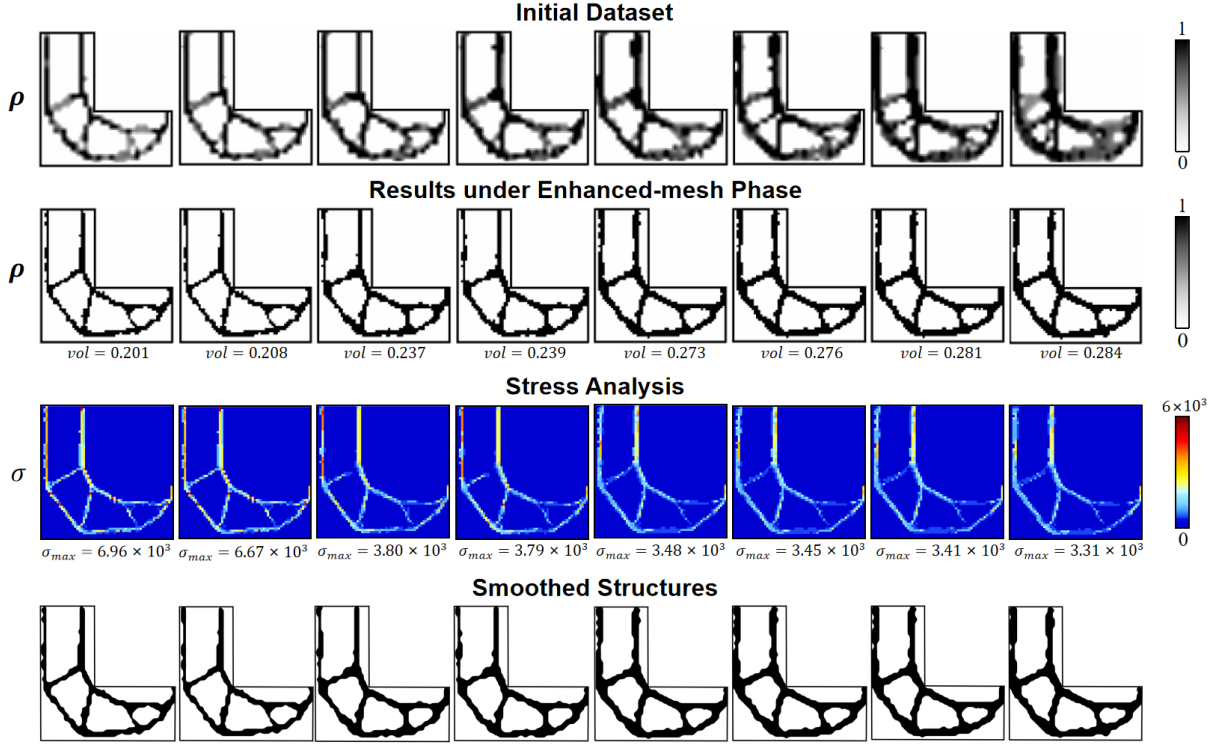 Initial Dataset
ρ
1
0
Results under Enhanced-mesh Phase
ρ
1
0
vol = 0.201 vol = 0.208 vol = 0.237 vol = 0.239 vol = 0.273 vol = 0.276 vol = 0.281 vol = 0.284
Stress Analysis
6×10³
σ
0
σmax = 6.96 × 10³ σmax = 6.67 × 10³ σmax = 3.80 × 10³ σmax = 3.79 × 10³ σmax = 3.48 × 10³ σmax = 3.45 × 10³ σmax = 3.41 × 10³ σmax = 3.31 × 10³
Smoothed Structures